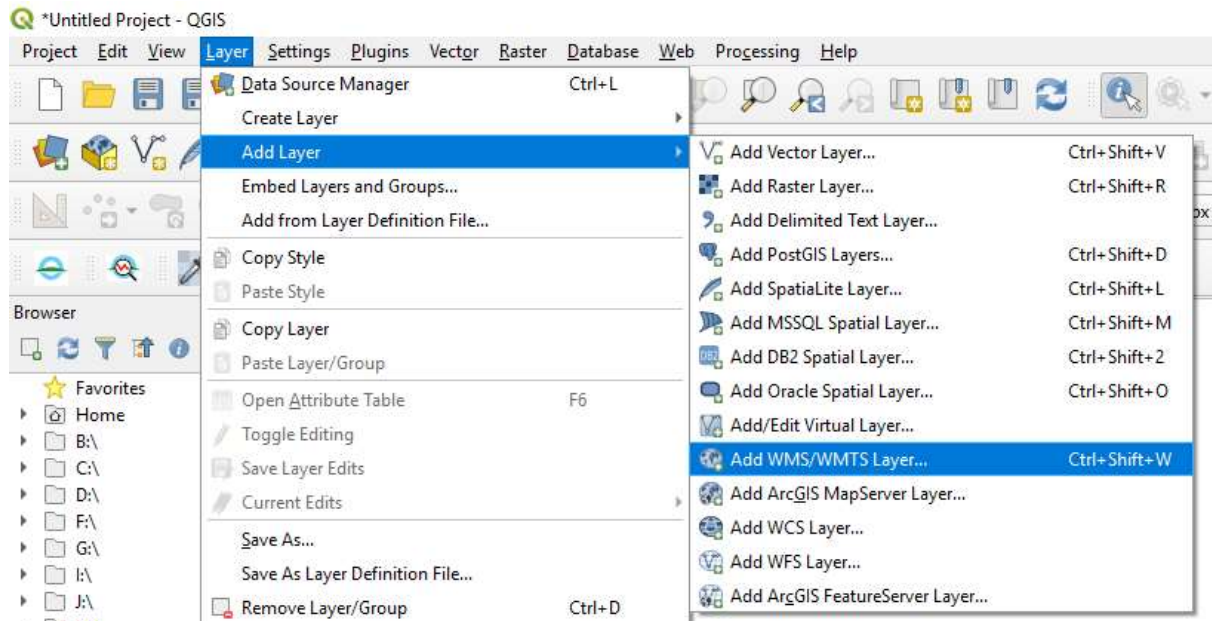 *Untitled Project - QGIS
Project Edit View Layer Settings Plugins Vector Raster Database Web Processing Help
Data Source Manager Ctrl+L
Create Layer
Add Layer
Embed Layers and Groups...
Add from Layer Definition File...
Copy Style
Paste Style
Copy Layer
Paste Layer/Group
Open Attribute Table F6
Toggle Editing
Save Layer Edits
Current Edits
Save As...
Save As Layer Definition File...
Remove Layer/Group Ctrl+D
Add Vector Layer... Ctrl+Shift+V
Add Raster Layer... Ctrl+Shift+R
Add Delimited Text Layer...
Add PostGIS Layers... Ctrl+Shift+D
Add SpatiaLite Layer... Ctrl+Shift+L
Add MSSQL Spatial Layer... Ctrl+Shift+M
DB2 Add DB2 Spatial Layer... Ctrl+Shift+2
Add Oracle Spatial Layer... Ctrl+Shift+O
Add/Edit Virtual Layer...
Add WMS/WMTS Layer... Ctrl+Shift+W
Add ArcGIS MapServer Layer...
Add WCS Layer...
Add WFS Layer...
Add ArcGIS FeatureServer Layer...
px
Browser
Favorites
Home
B:\
C:\
D:\
F:\
G:\
I:\
J:\